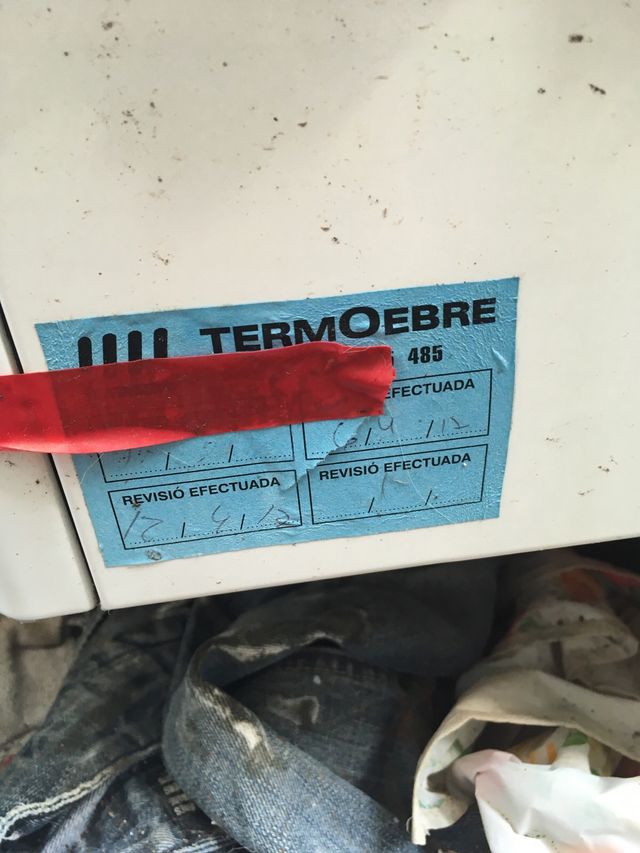 TERMOEBRE
485
EFECTUADA
6/4/12
REVISIÓ EFECTUADA
REVISIÓ EFECTUADA
12/4/12